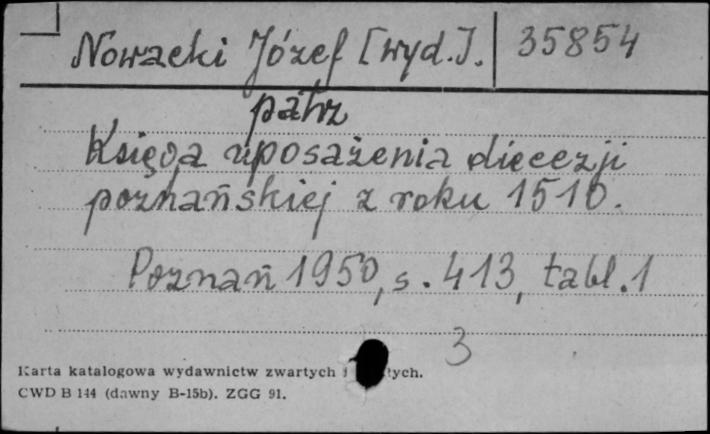 Nowacki Józef [wyd.]. 35854
patrz
Księga uposażenia diecezji
poznańskiej z roku 1510.
Poznań 1950, s. 413, tabl. 1
3
Karta katalogowa wydawnictw zwartych i
CWD B 144 (dawny B-15b). ZGG 91.